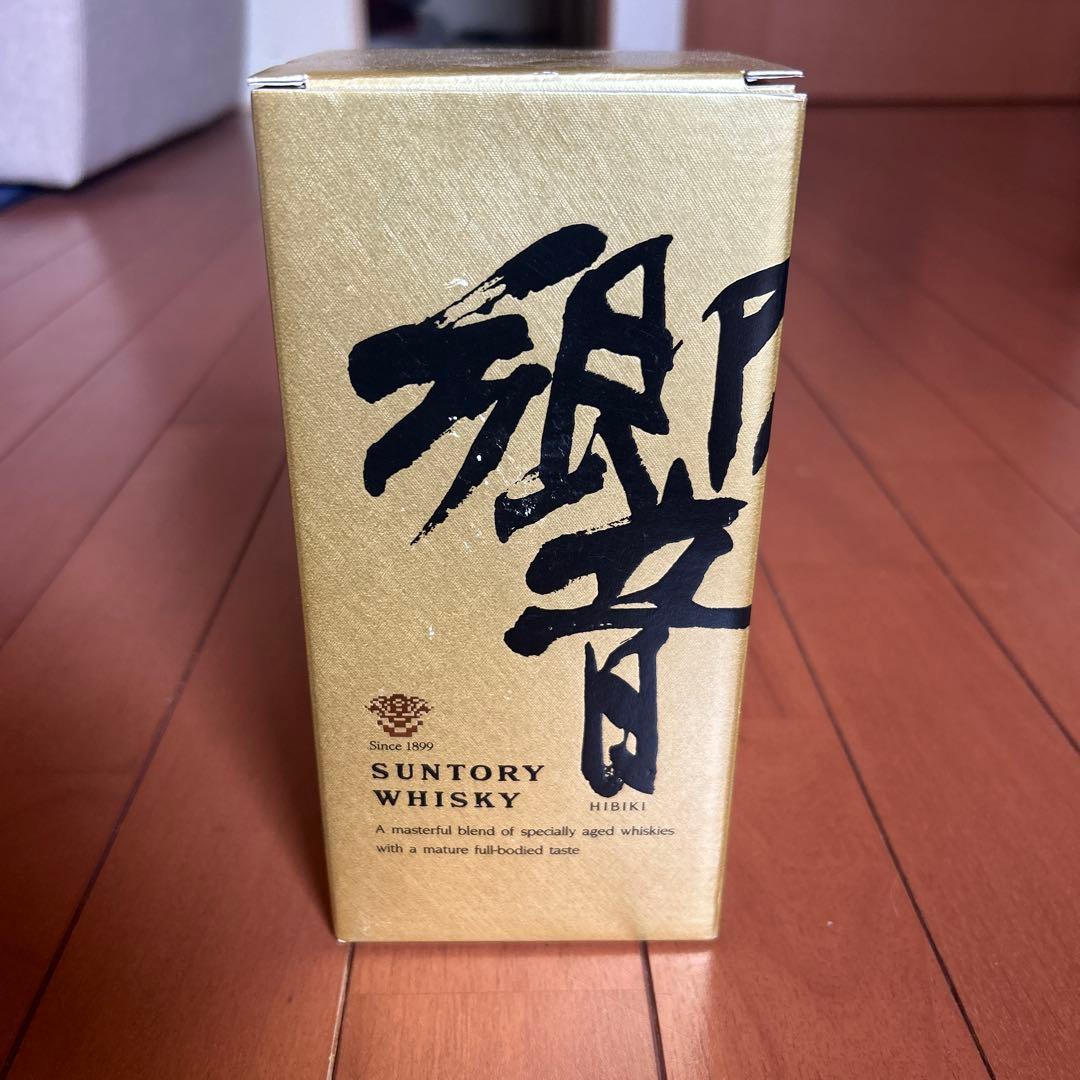 響
Since 1899
SUNTORY
WHISKY
HIBIKI
A masterful blend of specially aged whiskies
with a mature full-bodied taste